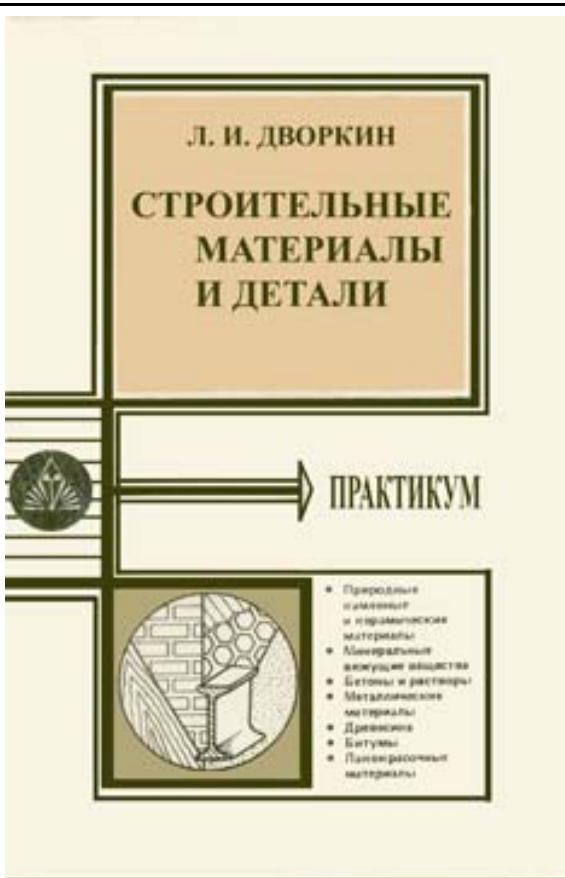 Л. И. ДВОРКИН
СТРОИТЕЛЬНЫЕ
МАТЕРИАЛЫ
И ДЕТАЛИ
ПРАКТИКУМ
• Природные
каменные
и керамические
материалы
• Минеральные
вяжущие вещества
• Бетоны и растворы
• Металлические
материалы
• Древесина
• Битумы
• Лакокрасочные
материалы